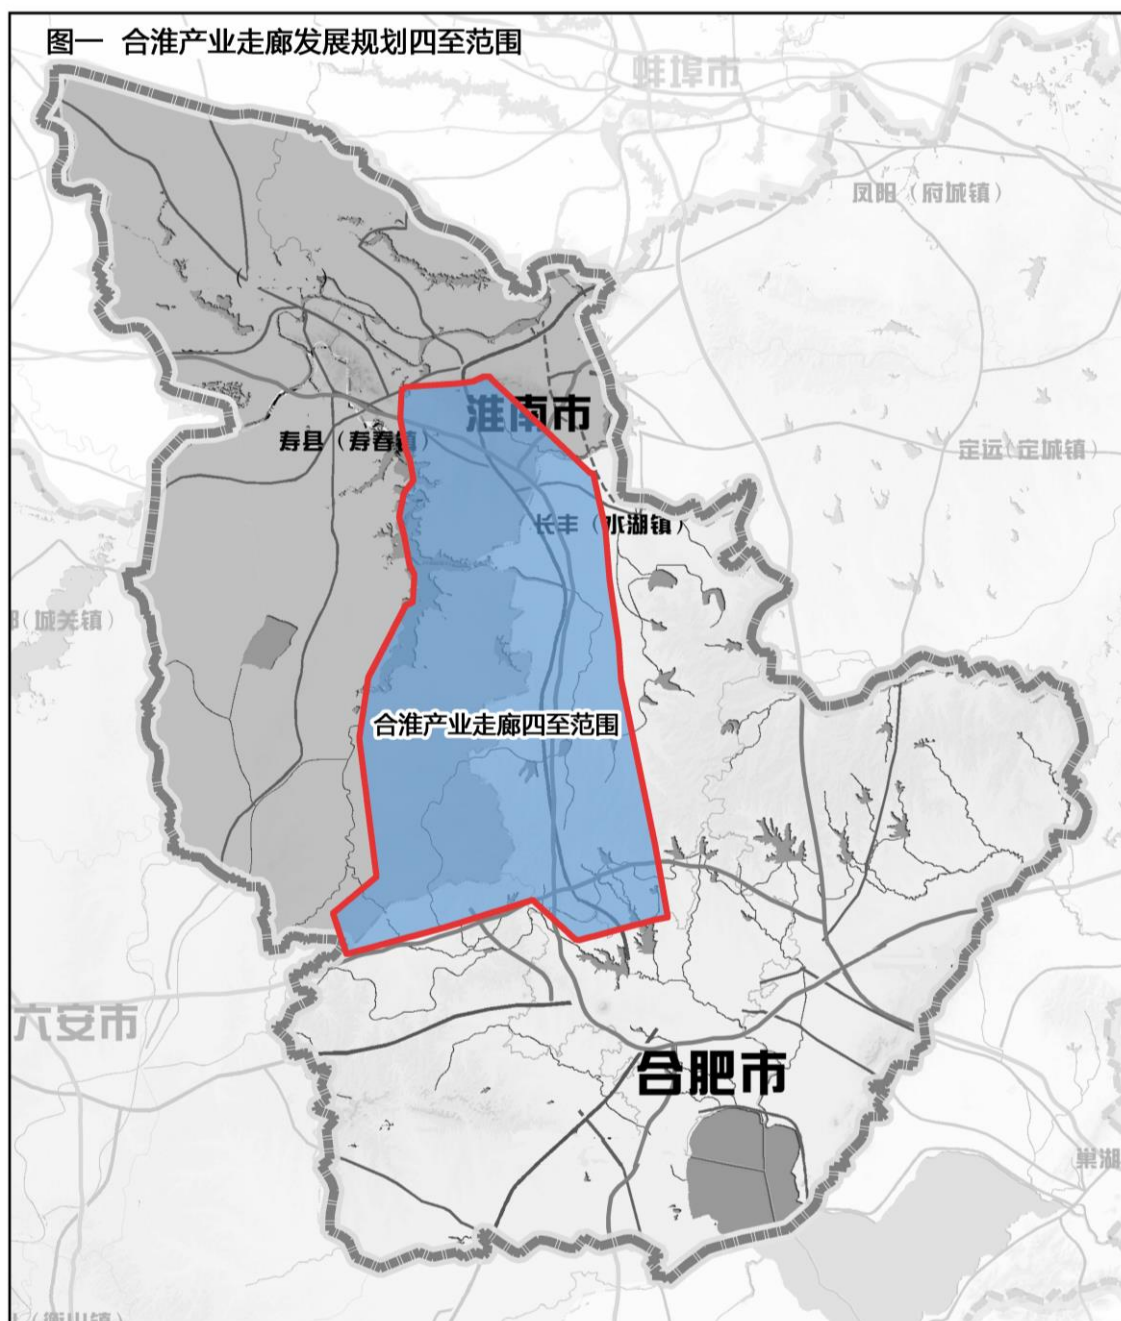 图一 合淮产业走廊发展规划四至范围
蚌埠市
凤阳（府城镇）
淮南市
寿县（寿春镇）
定远（定城镇）
长丰（水湖镇）
（城关镇）
合淮产业走廊四至范围
六安市
合肥市
巢湖
（衡山镇）